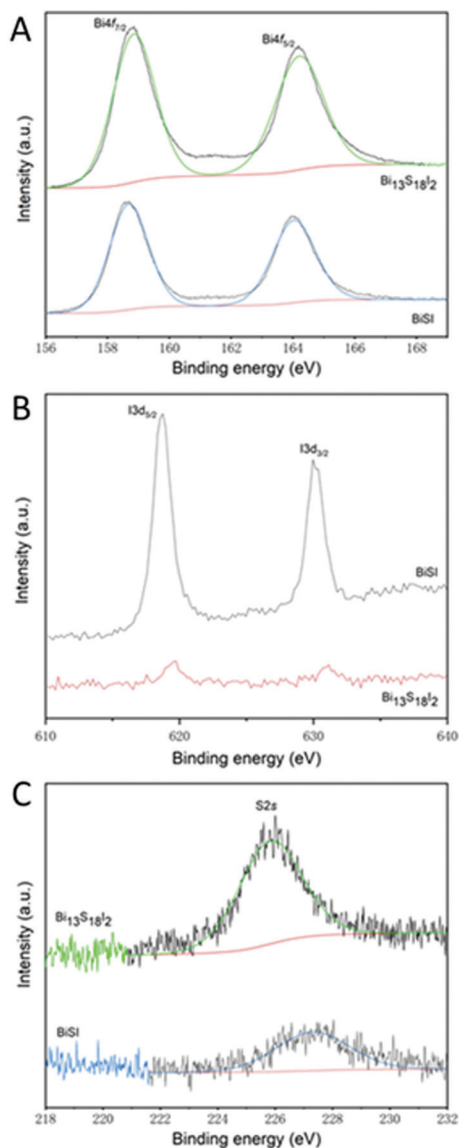 A
Bi4f7/2
Bi4f5/2
Intensity (a.u.)
Bi13S18I2
BiSI
156 158 160 162 164 166 168
Binding energy (eV)
B
I3d5/2
I3d3/2
Intensity (a.u.)
BiSI
Bi13S18I2
610 620 630 640
Binding energy (eV)
C
S2s
Intensity (a.u.)
Bi13S18I2
BiSI
218 220 222 224 226 228 230 232
Binding energy (eV)